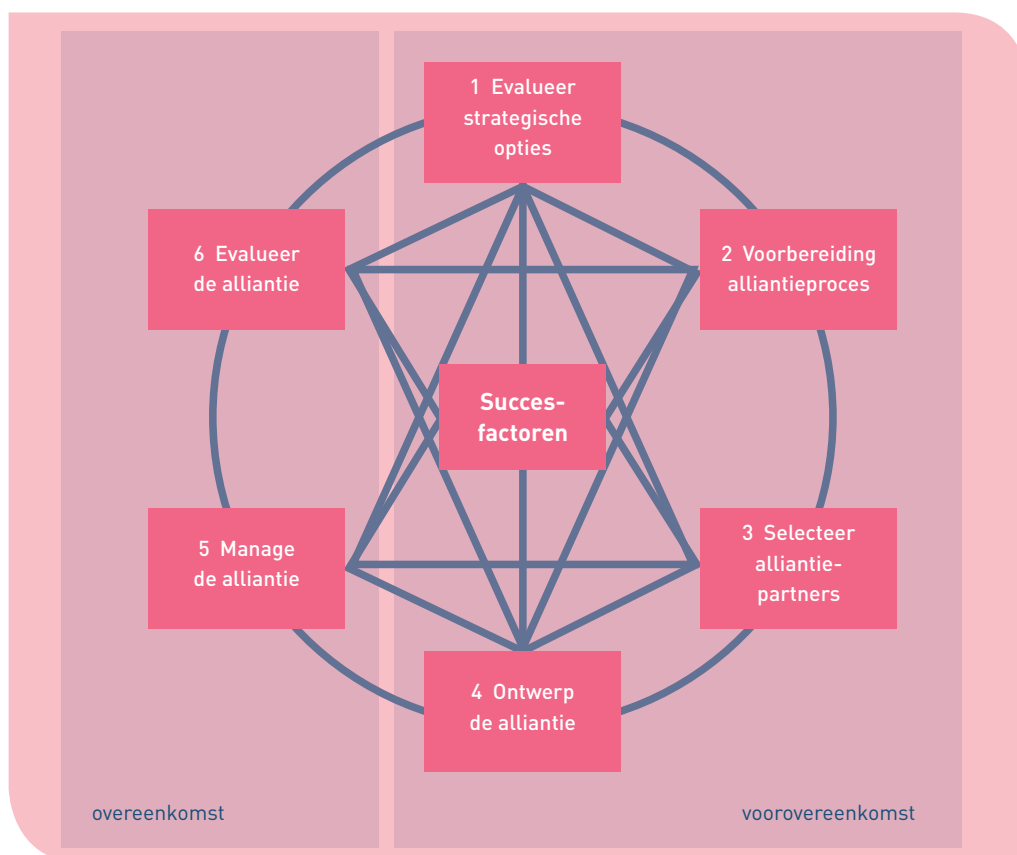 1 Evalueer
strategische
opties
6 Evalueer
de alliantie
2 Voorbereiding
alliantieproces
Succes-
factoren
5 Manage
de alliantie
3 Selecteer
alliantie-
partners
4 Ontwerp
de alliantie
overeenkomst
voorovereenkomst